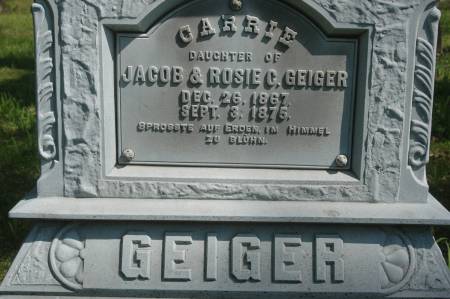 CARRIE
DAUGHTER OF
JACOB & ROSIE C. GEIGER
DEC. 26. 1867.
SEPT. 3. 1875.
SPROSSTE AUF ERDEN, IM HIMMEL
ZU BLÜHN.
GEIGER